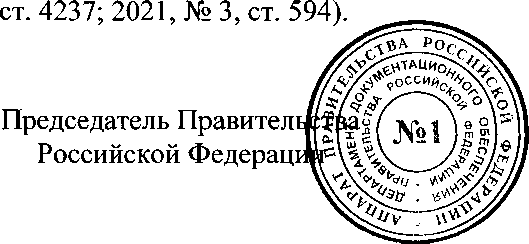 ст. 4237; 2021, № 3, ст. 594).
Председатель Правительства
Российской Федерации
АППАРАТ ПРАВИТЕЛЬСТВА РОССИЙСКОЙ ФЕДЕРАЦИИ
ДЕПАРТАМЕНТ ДОКУМЕНТАЦИОННОГО ОБЕСПЕЧЕНИЯ
ПРАВИТЕЛЬСТВА РОССИЙСКОЙ ФЕДЕРАЦИИ
№1